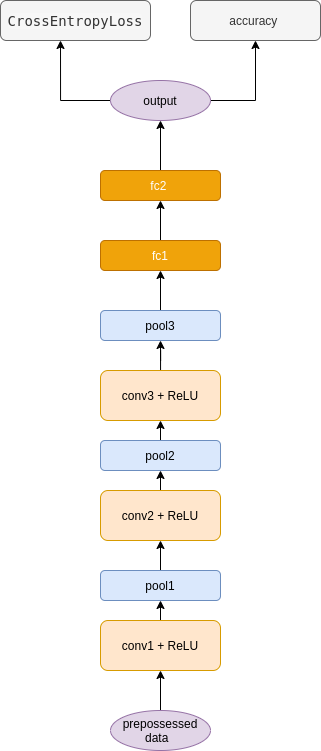 CrossEntropyLoss
accuracy
output
fc2
fc1
pool3
conv3 + ReLU
pool2
conv2 + ReLU
pool1
conv1 + ReLU
prepossessed
data